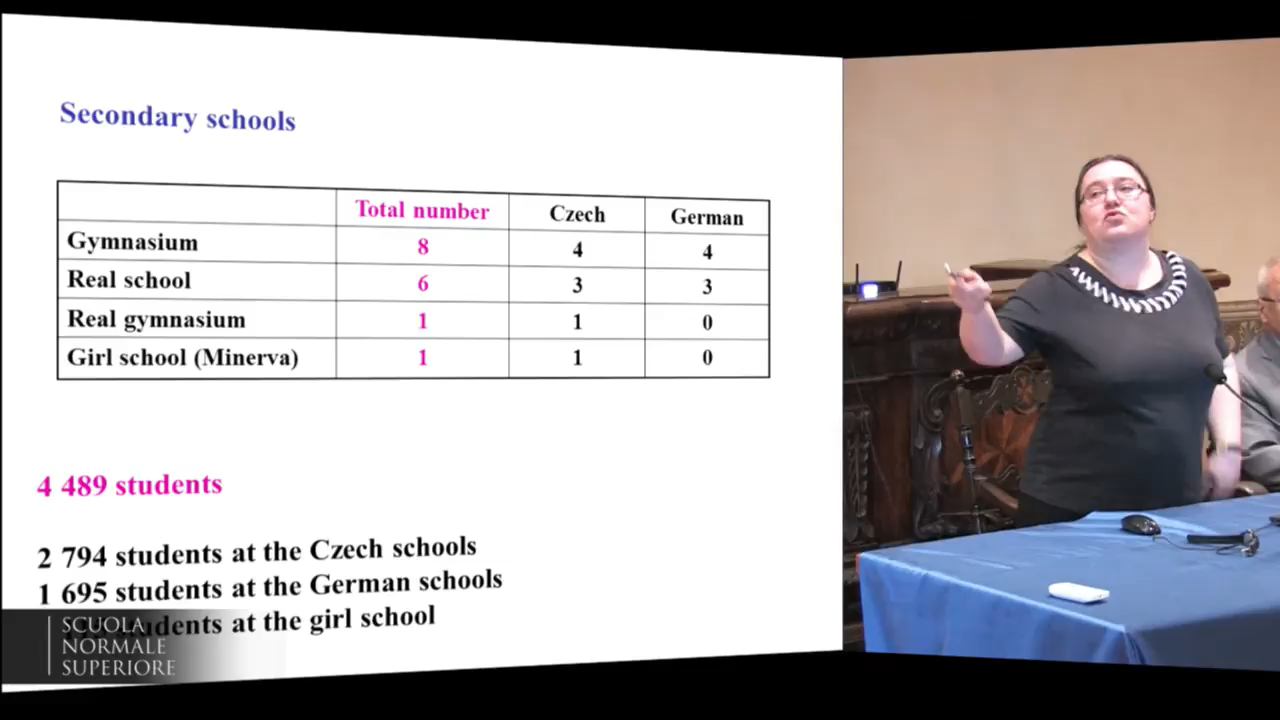 Secondary schools
Total number Czech German
Gymnasium 8 4 4
Real school 6 3 3
Real gymnasium 1 1 0
Girl school (Minerva) 1 1 0
4 489 students
2 794 students at the Czech schools
1 695 students at the German schools
students at the girl school
SCUOLA
NORMALE
SUPERIORE